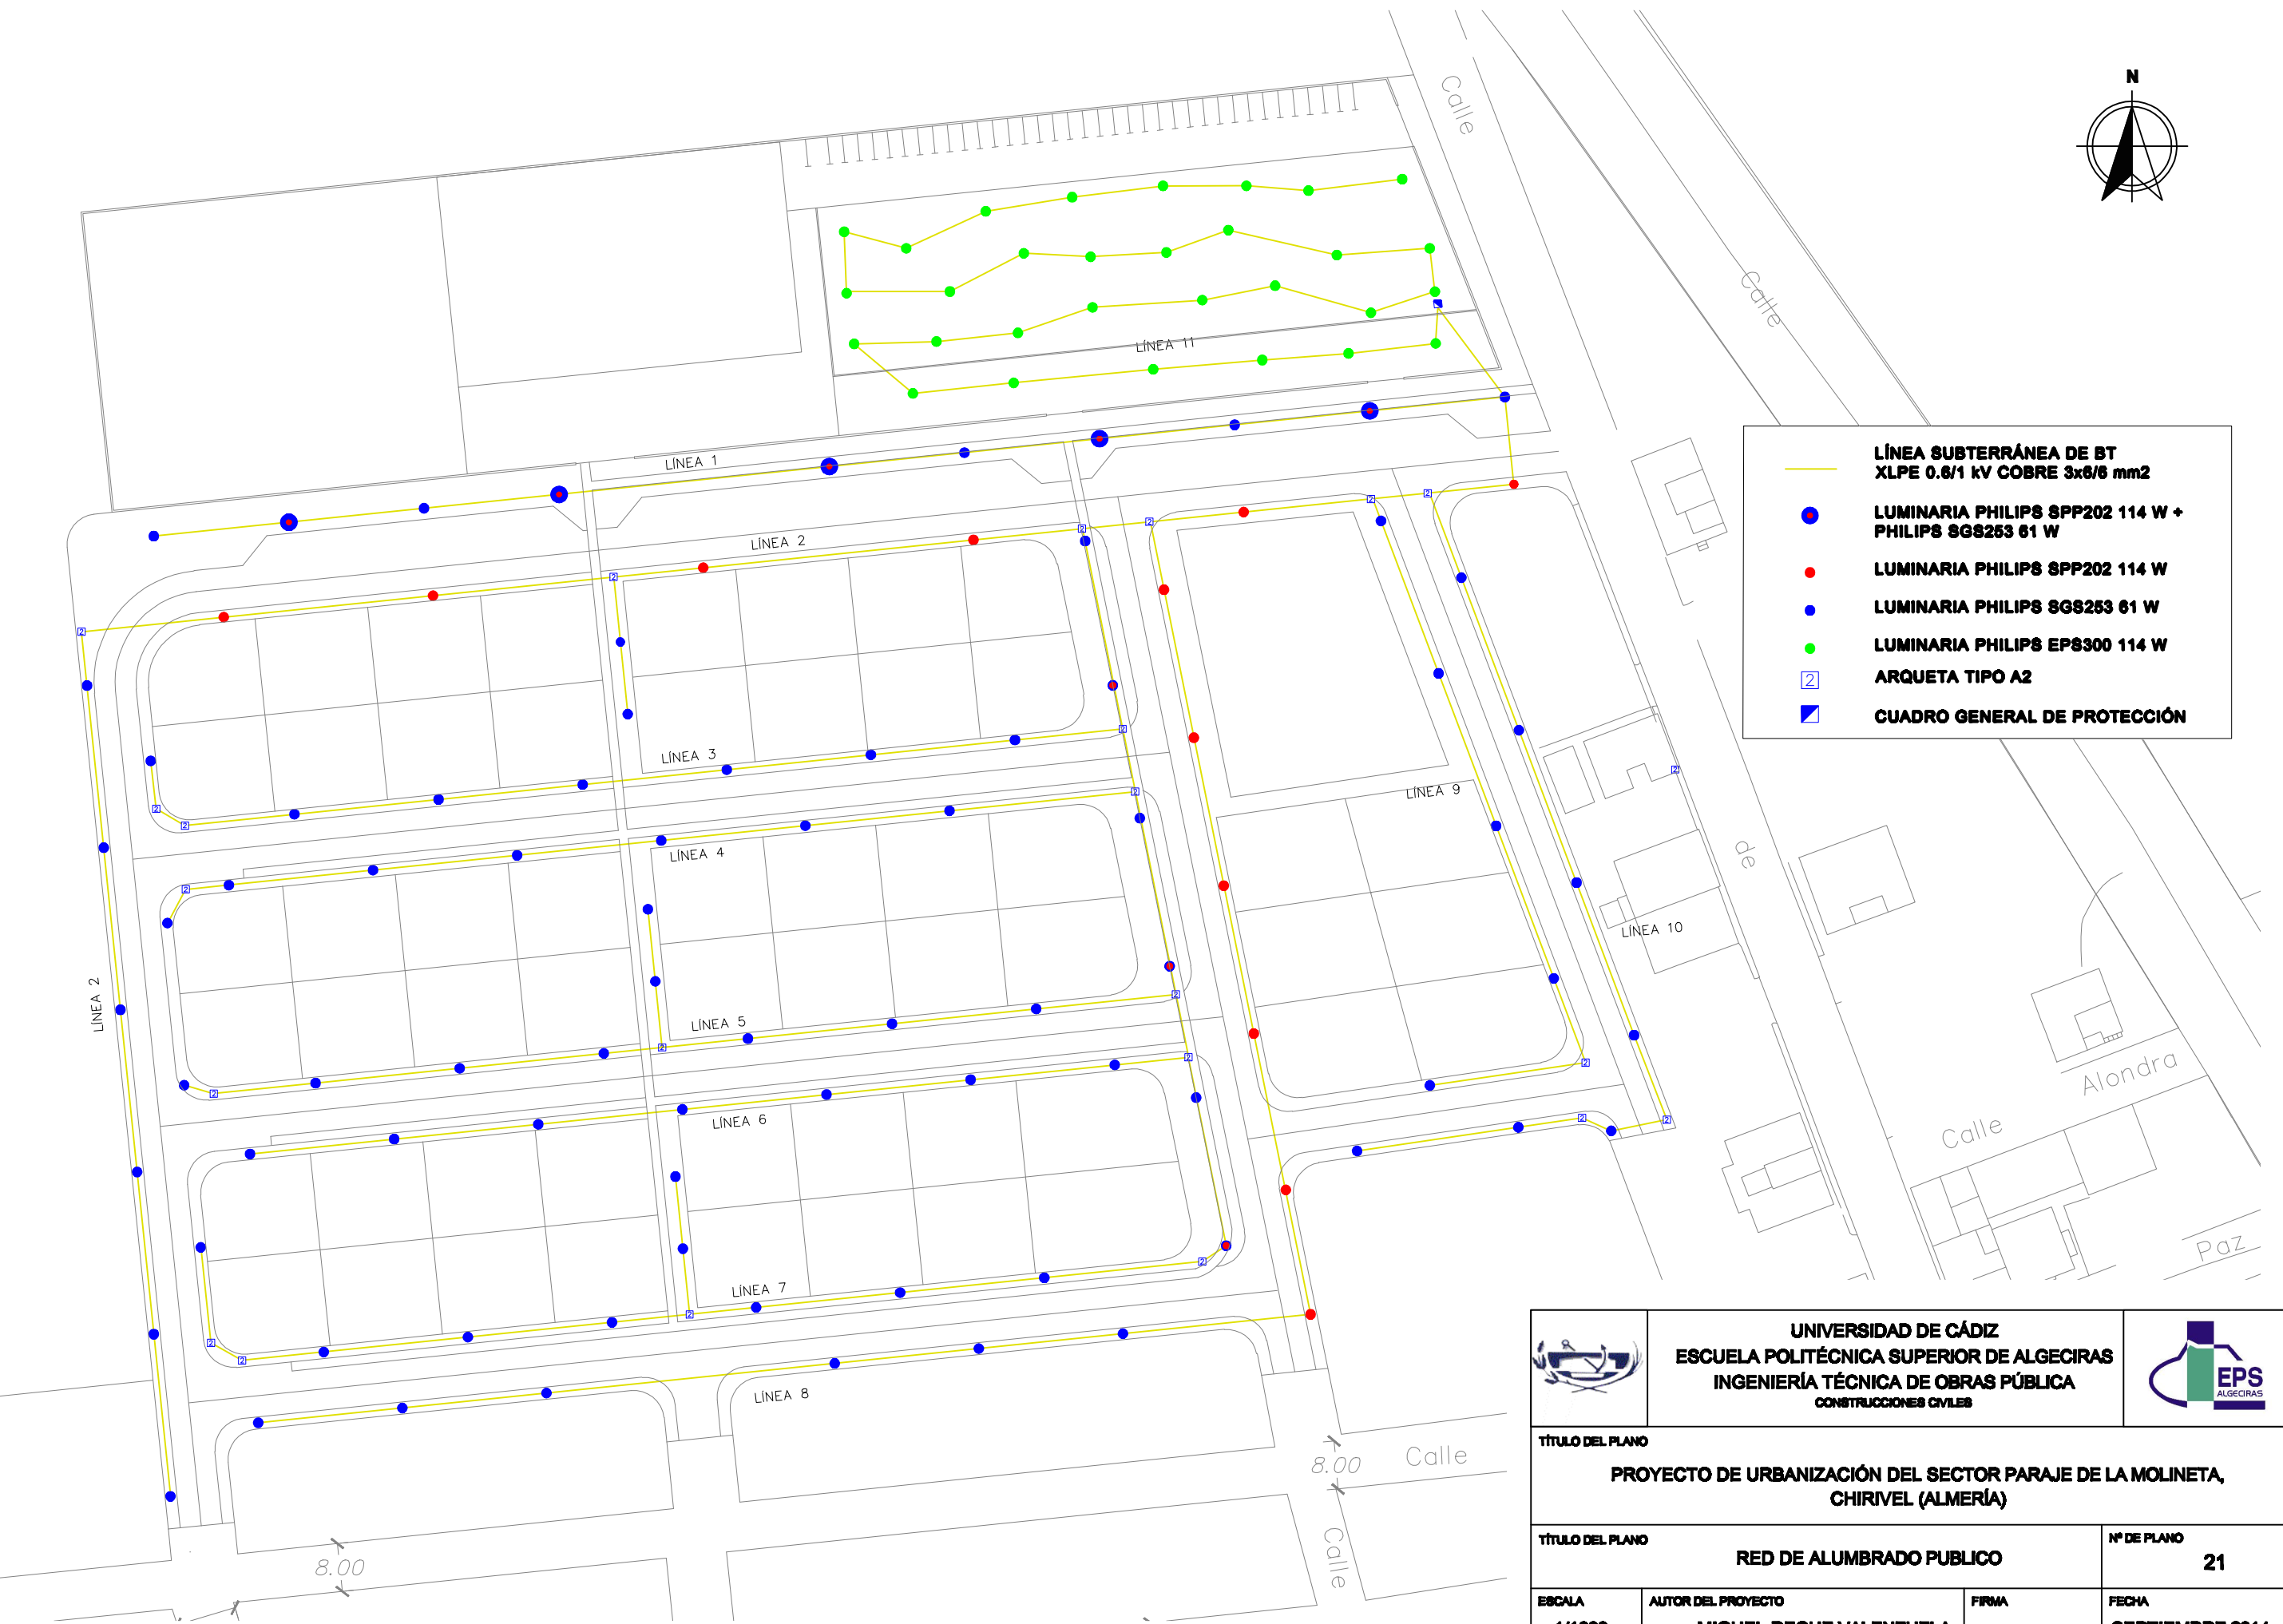 N
Calle
Calle
LÍNEA 11
LÍNEA 1
LÍNEA 2
LÍNEA SUBTERRÁNEA DE BT
XLPE 0.6/1 kV COBRE 3x6/6 mm2
LUMINARIA PHILIPS SPP202 114 W +
PHILIPS SGS253 61 W
LUMINARIA PHILIPS SPP202 114 W
LUMINARIA PHILIPS SGS253 61 W
LUMINARIA PHILIPS EPS300 114 W
2 ARQUETA TIPO A2
CUADRO GENERAL DE PROTECCIÓN
LÍNEA 3
LÍNEA 9
LÍNEA 4
de
LÍNEA 10
LÍNEA 2
LÍNEA 5
Calle Alondra
LÍNEA 6
Paz
LÍNEA 7
LÍNEA 8
8.00
Calle
8.00
Calle
UNIVERSIDAD DE CÁDIZ
ESCUELA POLITÉCNICA SUPERIOR DE ALGECIRAS
INGENIERÍA TÉCNICA DE OBRAS PÚBLICA
CONSTRUCCIONES CIVILES
EPS
ALGECIRAS
TÍTULO DEL PLANO
PROYECTO DE URBANIZACIÓN DEL SECTOR PARAJE DE LA MOLINETA,
CHIRIVEL (ALMERÍA)
TÍTULO DEL PLANO
RED DE ALUMBRADO PUBLICO
Nº DE PLANO
21
ESCALA
AUTOR DEL PROYECTO
FIRMA
FECHA